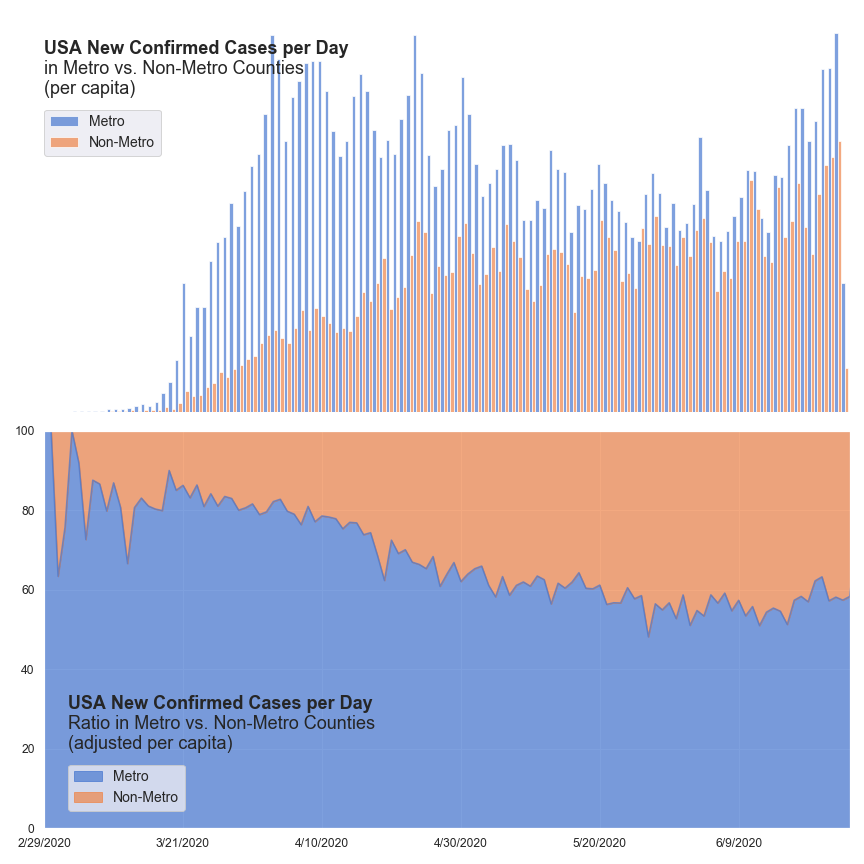 USA New Confirmed Cases per Day
in Metro vs. Non-Metro Counties
(per capita)
Metro
Non-Metro
100
80
60
40
20
0
USA New Confirmed Cases per Day
Ratio in Metro vs. Non-Metro Counties
(adjusted per capita)
Metro
Non-Metro
2/29/2020 3/21/2020 4/10/2020 4/30/2020 5/20/2020 6/9/2020